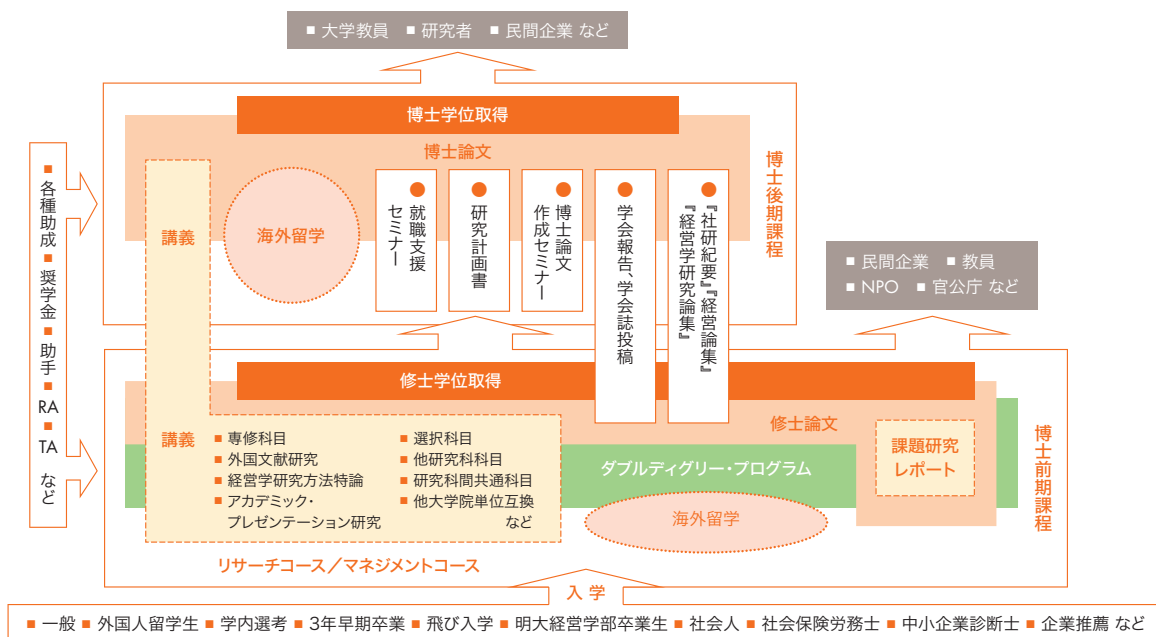 ■ 大学教員 ■ 研究者 ■ 民間企業 など
博士学位取得
博士論文
博士後期課程
講義
海外留学
● 就職支援
セミナー
● 研究計画書
● 博士論文
作成セミナー
● 学会報告、学会誌投稿
● 『社研紀要』『経営論集』
『経営学研究論集』
■ 各種助成 ■ 奨学金 ■ 助手 ■ RA ■ TA など
■ 民間企業 ■ 教員
■ NPO ■ 官公庁 など
修士学位取得
修士論文
博士前期課程
講義
■ 専修科目
■ 外国文献研究
■ 経営学研究方法特論
■ アカデミック・
プレゼンテーション研究
■ 選択科目
■ 他研究科科目
■ 研究科間共通科目
■ 他大学院単位互換
など
ダブルディグリー・プログラム
海外留学
課題研究
レポート
リサーチコース／マネジメントコース
入 学
■ 一般 ■ 外国人留学生 ■ 学内選考 ■ 3年早期卒業 ■ 飛び入学 ■ 明大経営学部卒業生 ■ 社会人 ■ 社会保険労務士 ■ 中小企業診断士 ■ 企業推薦 など